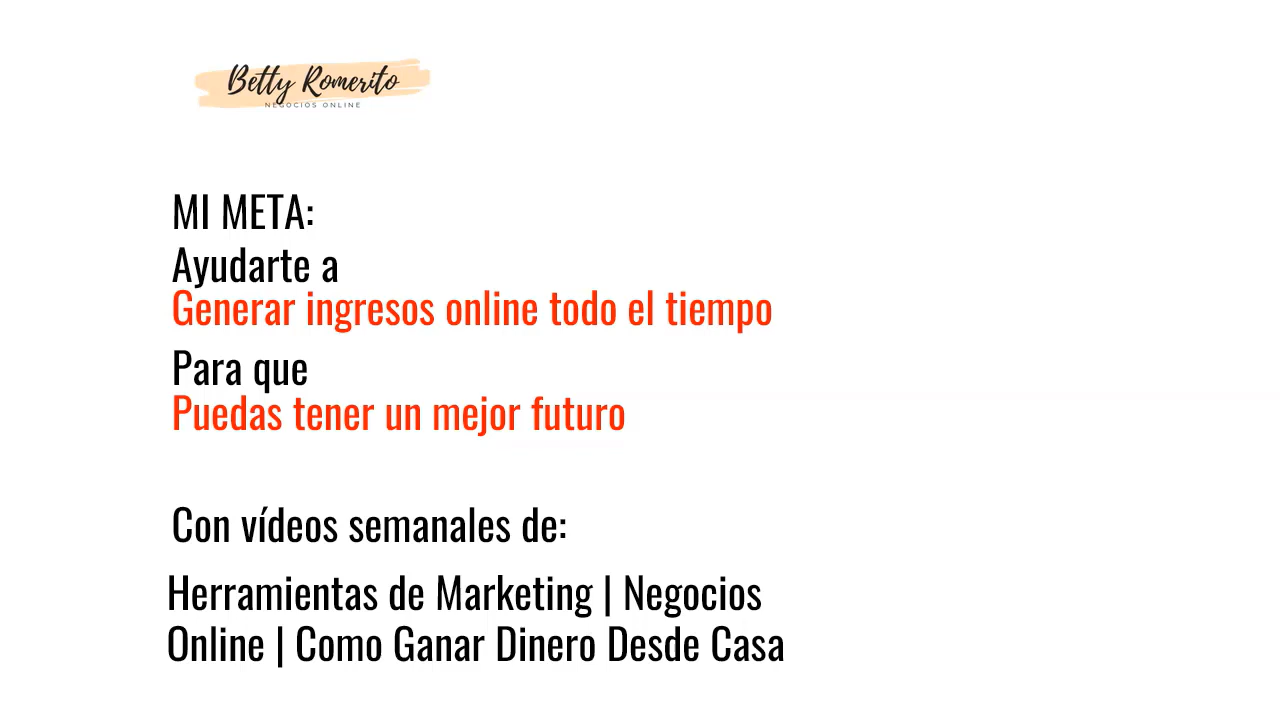 Betty Romerito
NEGOCIOS ONLINE
MI META:
Ayudarte a
Generar ingresos online todo el tiempo
Para que
Puedas tener un mejor futuro
Con vídeos semanales de:
Herramientas de Marketing | Negocios
Online | Como Ganar Dinero Desde Casa